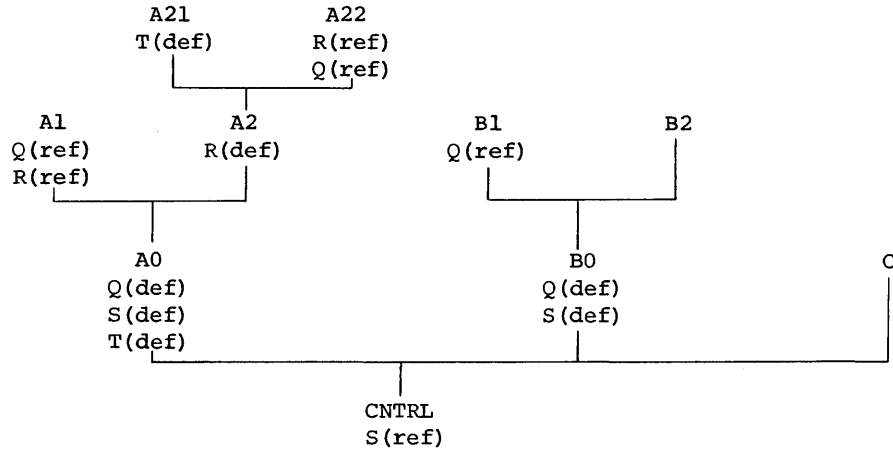 A21 A22
T(def) R(ref)
Q(ref)
A1 A2 B1 B2
Q(ref) R(def) Q(ref)
R(ref)
A0 B0 C
Q(def) Q(def)
S(def) S(def)
T(def)
CNTRL
S(ref)